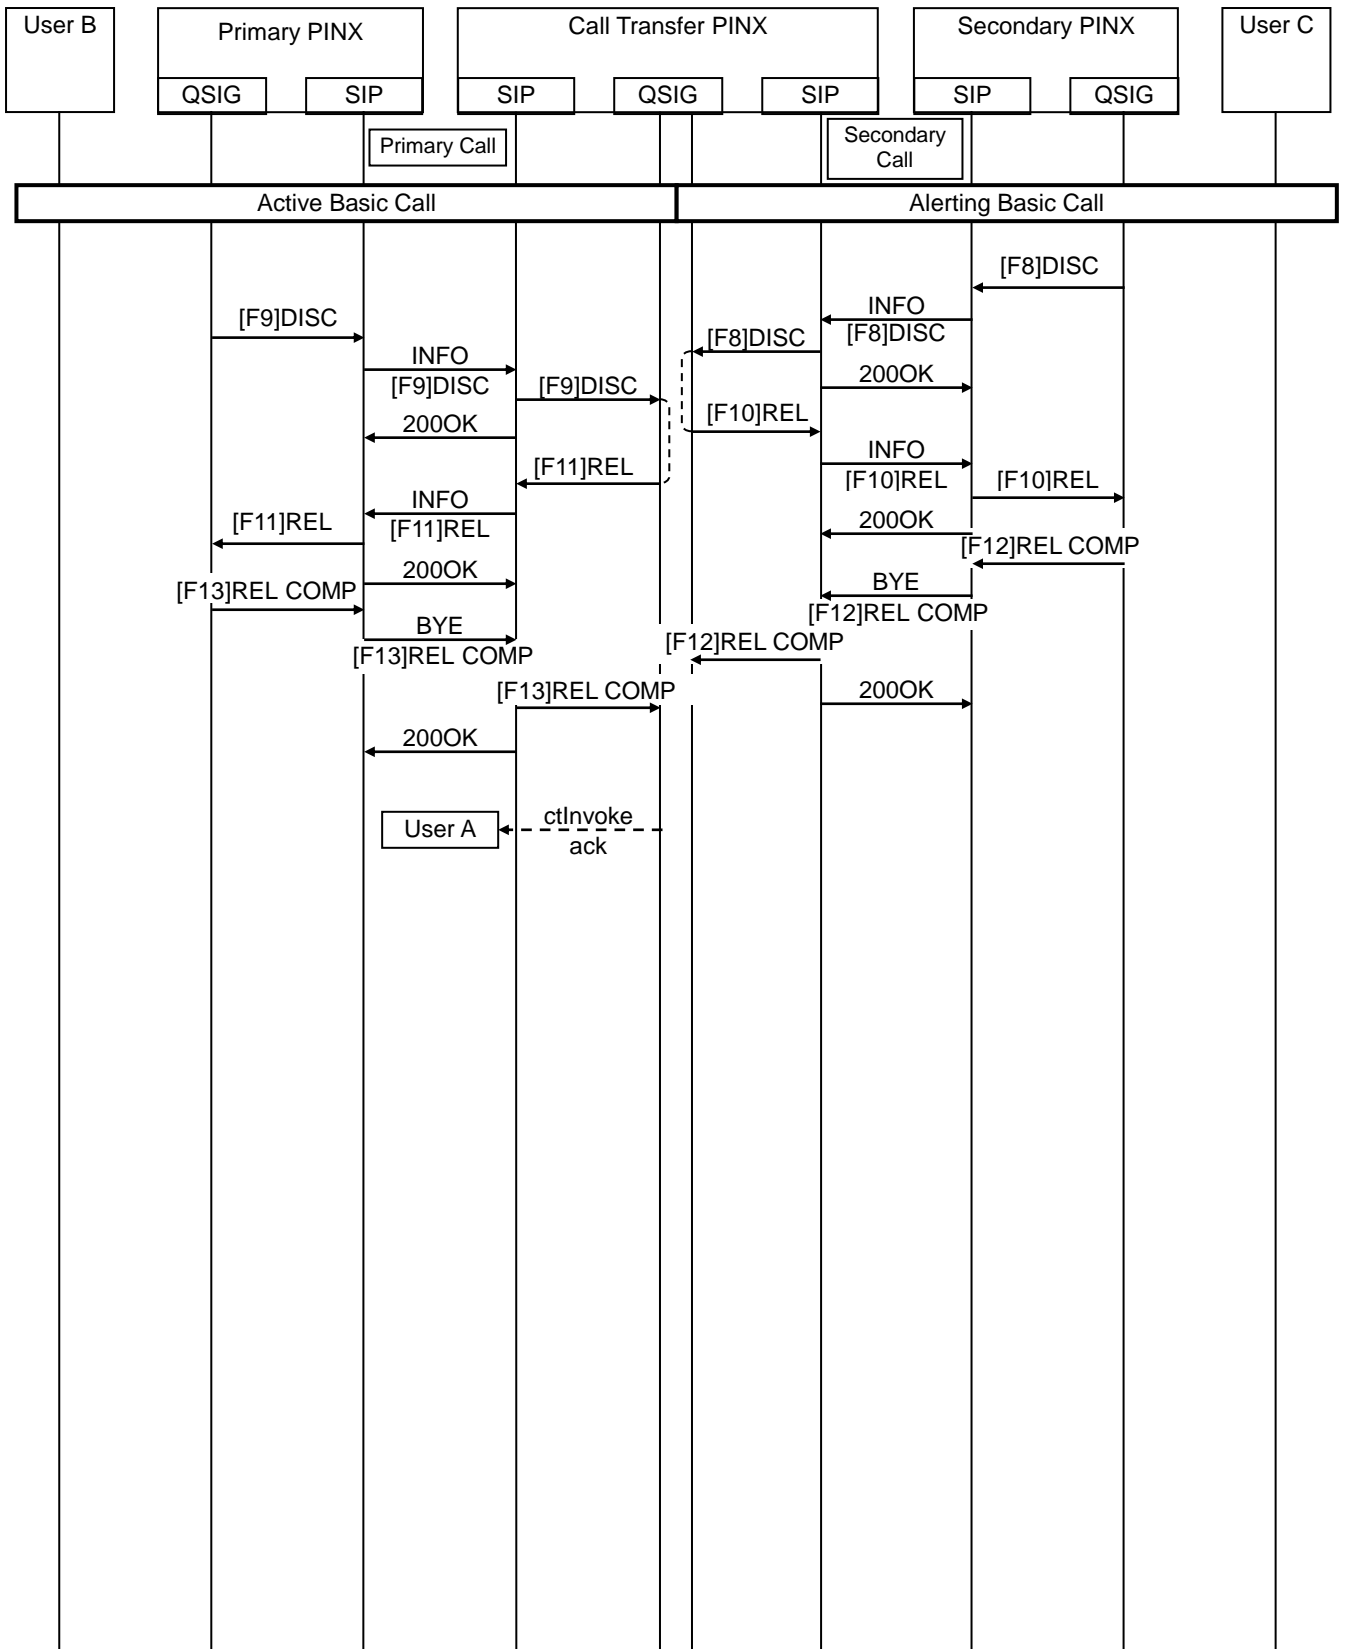 User B
Primary PINX
Call Transfer PINX
Secondary PINX
User C
QSIG
SIP
SIP
QSIG
SIP
SIP
QSIG
Primary Call
Secondary
Call
Active Basic Call
Alerting Basic Call
[F8]DISC
INFO
[F8]DISC
[F9]DISC
[F8]DISC
INFO
[F9]DISC
200OK
[F9]DISC
[F10]REL
200OK
INFO
[F10]REL
[F11]REL
[F10]REL
INFO
[F11]REL
[F11]REL
200OK
[F12]REL COMP
200OK
BYE
[F12]REL COMP
[F13]REL COMP
BYE
[F13]REL COMP
[F12]REL COMP
[F13]REL COMP
200OK
200OK
User A
ctInvoke
ack